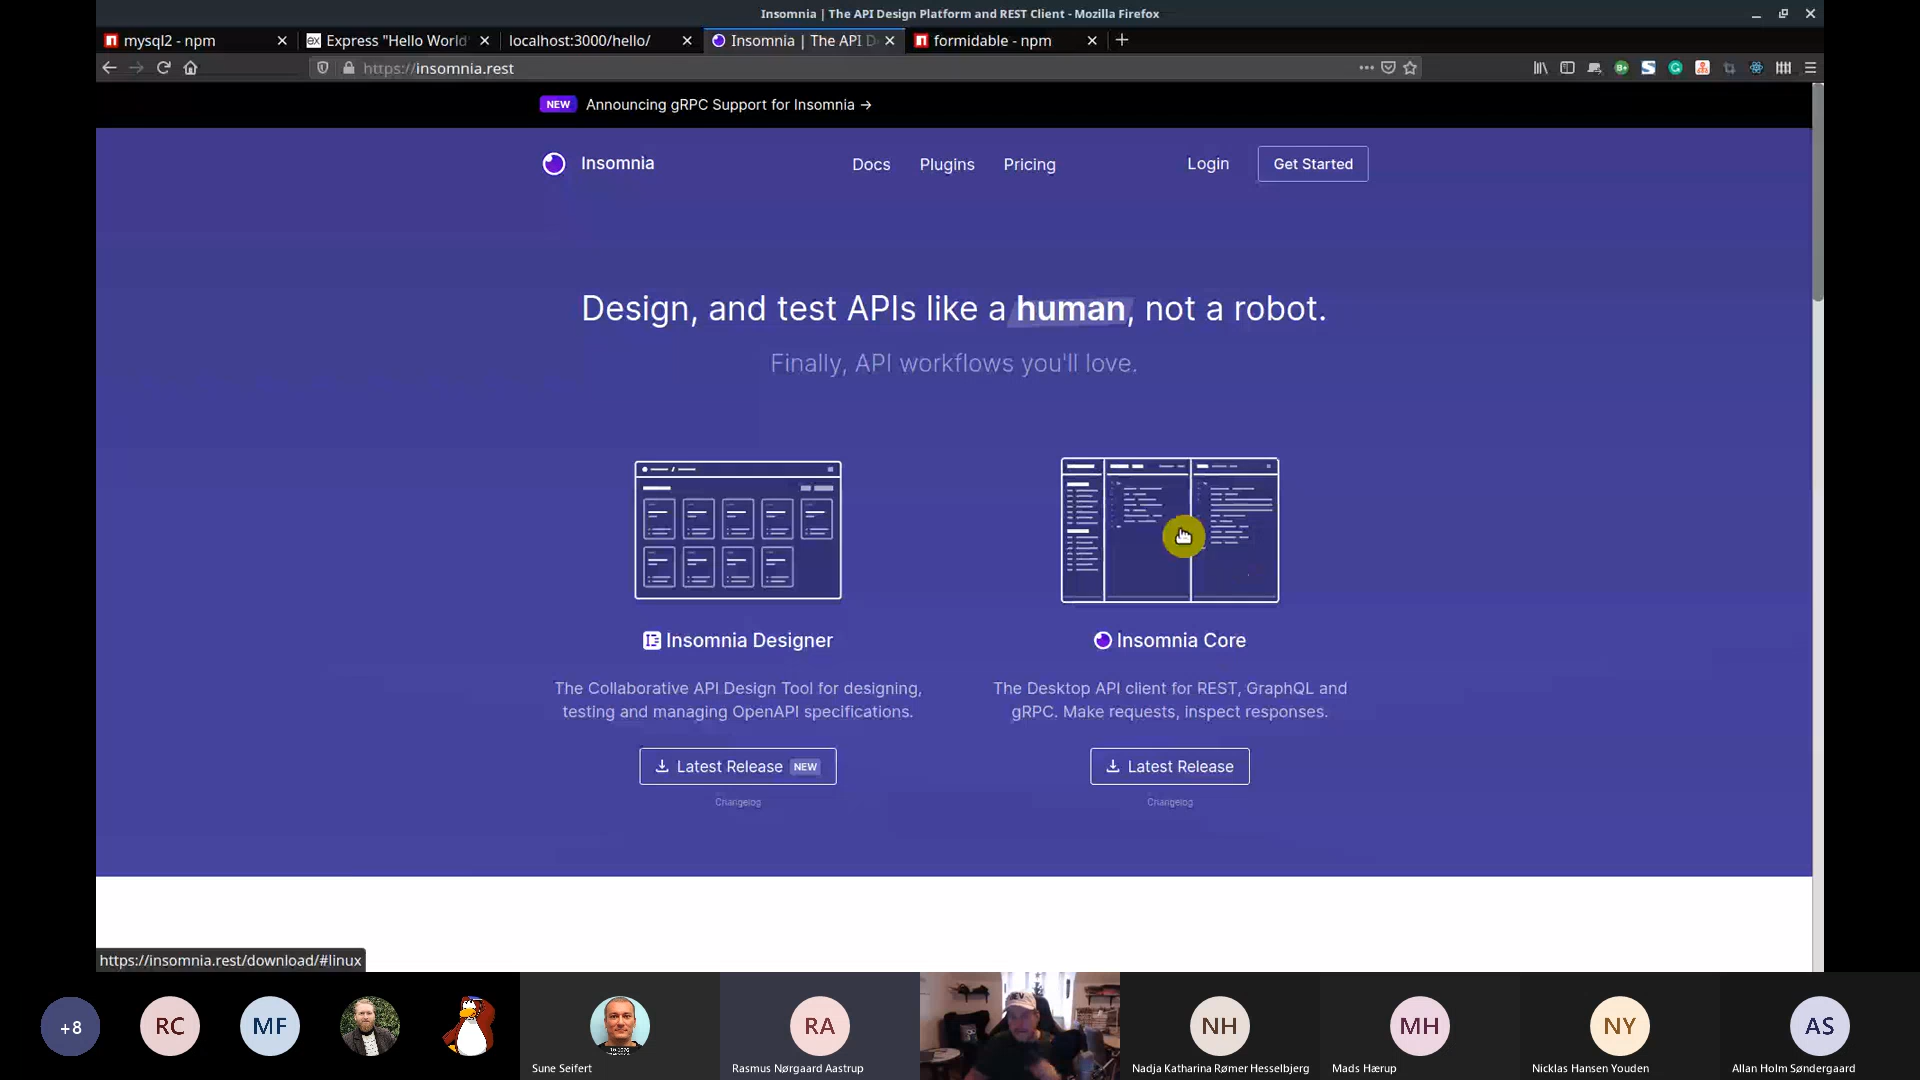 Insomnia | The API Design Platform and REST Client - Mozilla Firefox
mysql2 - npm
Express "Hello World"
localhost:3000/hello/
Insomnia | The API D
formidable - npm
https://insomnia.rest
NEW Announcing gRPC Support for Insomnia →
Insomnia
Docs
Plugins
Pricing
Login
Get Started
Design, and test APIs like a human, not a robot.
Finally, API workflows you'll love.
Insomnia Designer
The Collaborative API Design Tool for designing,
testing and managing OpenAPI specifications.
Latest Release NEW
Changelog
Insomnia Core
The Desktop API client for REST, GraphQL and
gRPC. Make requests, inspect responses.
Latest Release
Changelog
https://insomnia.rest/download/#linux
+8
RC
MF
Sune Seifert
RA
Rasmus Nørgaard Aastrup
NH
Nadja Katharina Rømer Hesselbjerg
MH
Mads Hærup
NY
Nicklas Hansen Youden
AS
Allan Holm Søndergaard